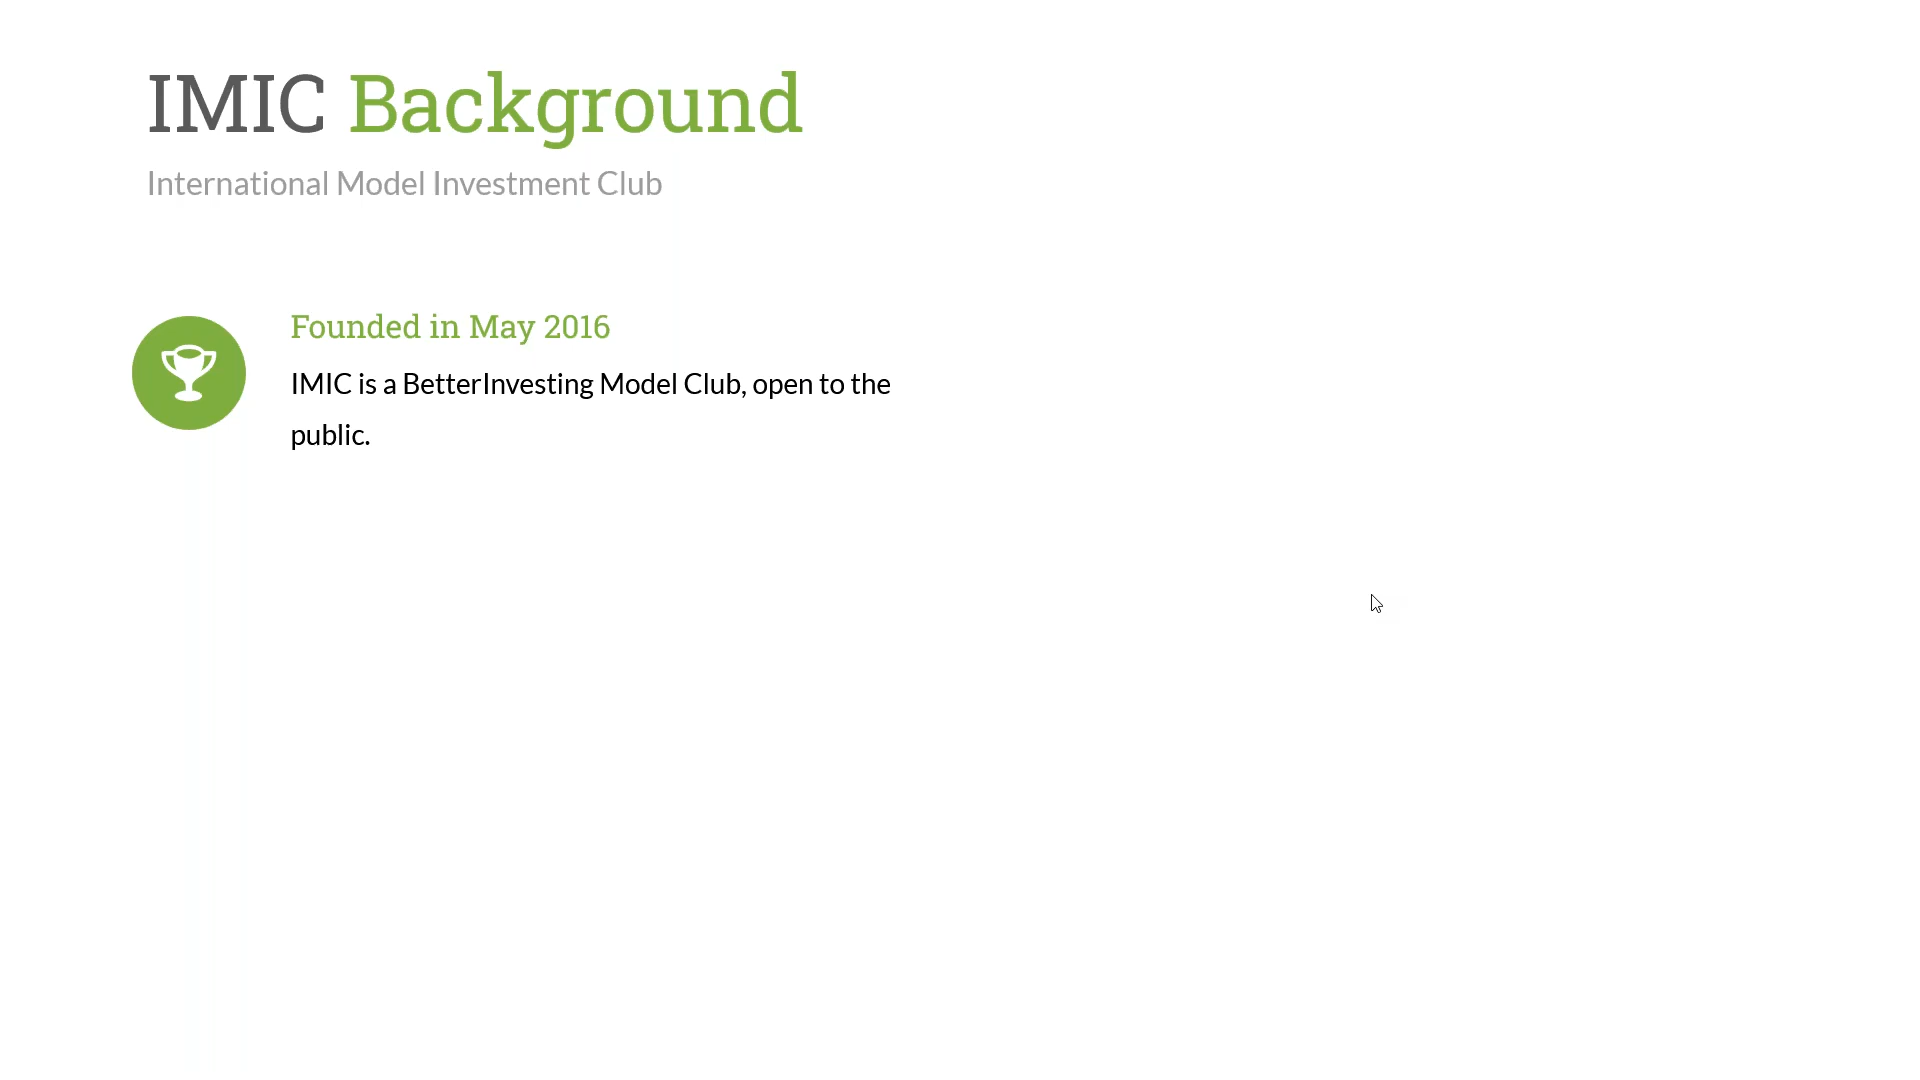 IMIC Background
International Model Investment Club
Founded in May 2016
IMIC is a BetterInvesting Model Club, open to the
public.